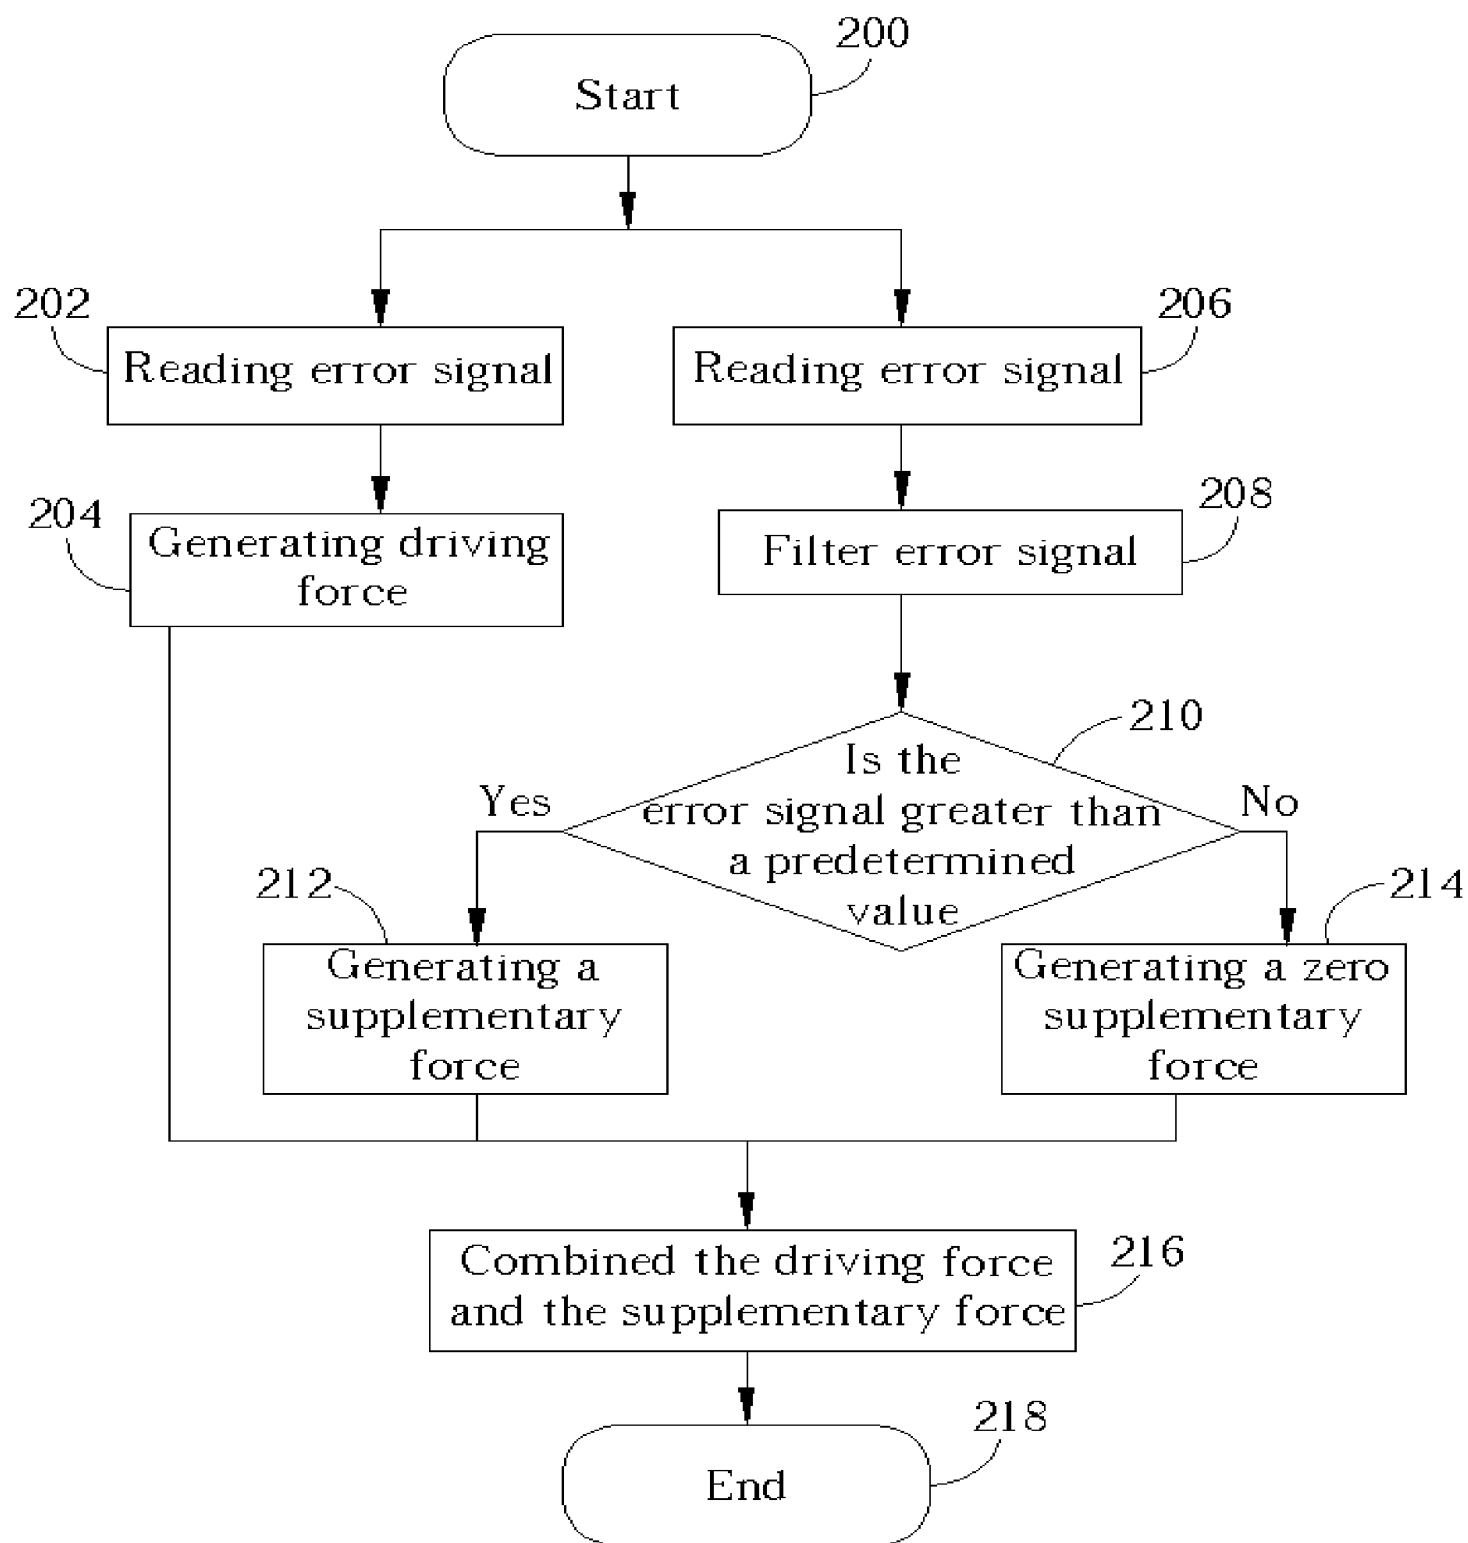 200
Start
202
Reading error signal
206
Reading error signal
204
Generating driving
force
208
Filter error signal
210
Is the
error signal greater than
a predetermined
value
Yes
No
212
Generating a
supplementary
force
214
Generating a zero
supplementary
force
Combined the driving force
and the supplementary force
216
218
End